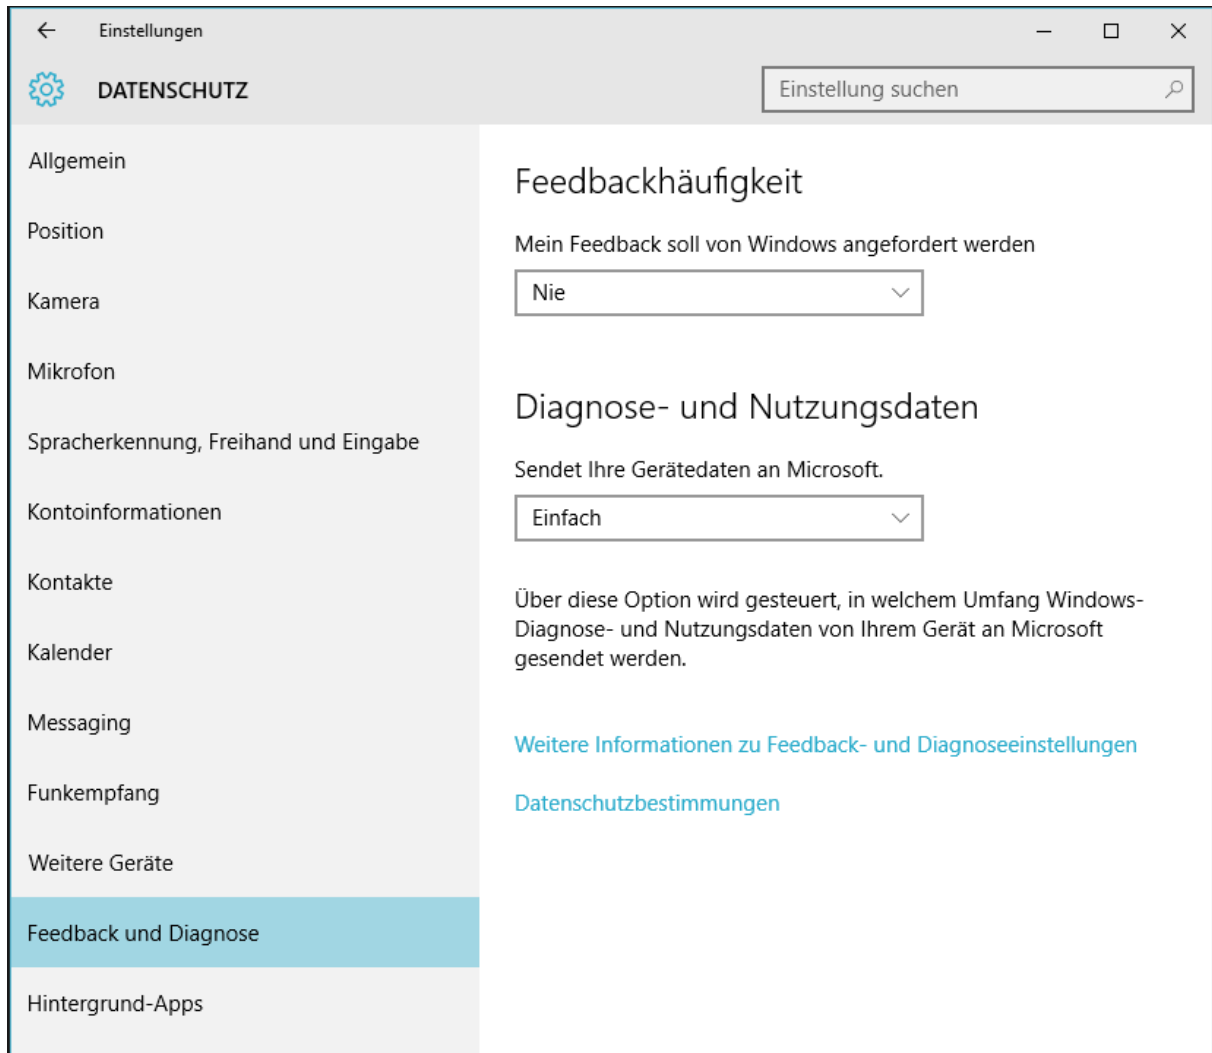 Einstellungen
DATENSCHUTZ
Einstellung suchen
Allgemein
Position
Kamera
Mikrofon
Spracherkennung, Freihand und Eingabe
Kontoinformationen
Kontakte
Kalender
Messaging
Funkempfang
Weitere Geräte
Feedback und Diagnose
Hintergrund-Apps
Feedbackhäufigkeit
Mein Feedback soll von Windows angefordert werden
Nie
Diagnose- und Nutzungsdaten
Sendet Ihre Gerätedaten an Microsoft.
Einfach
Über diese Option wird gesteuert, in welchem Umfang Windows-
Diagnose- und Nutzungsdaten von Ihrem Gerät an Microsoft
gesendet werden.
Weitere Informationen zu Feedback- und Diagnoseeinstellungen
Datenschutzbestimmungen